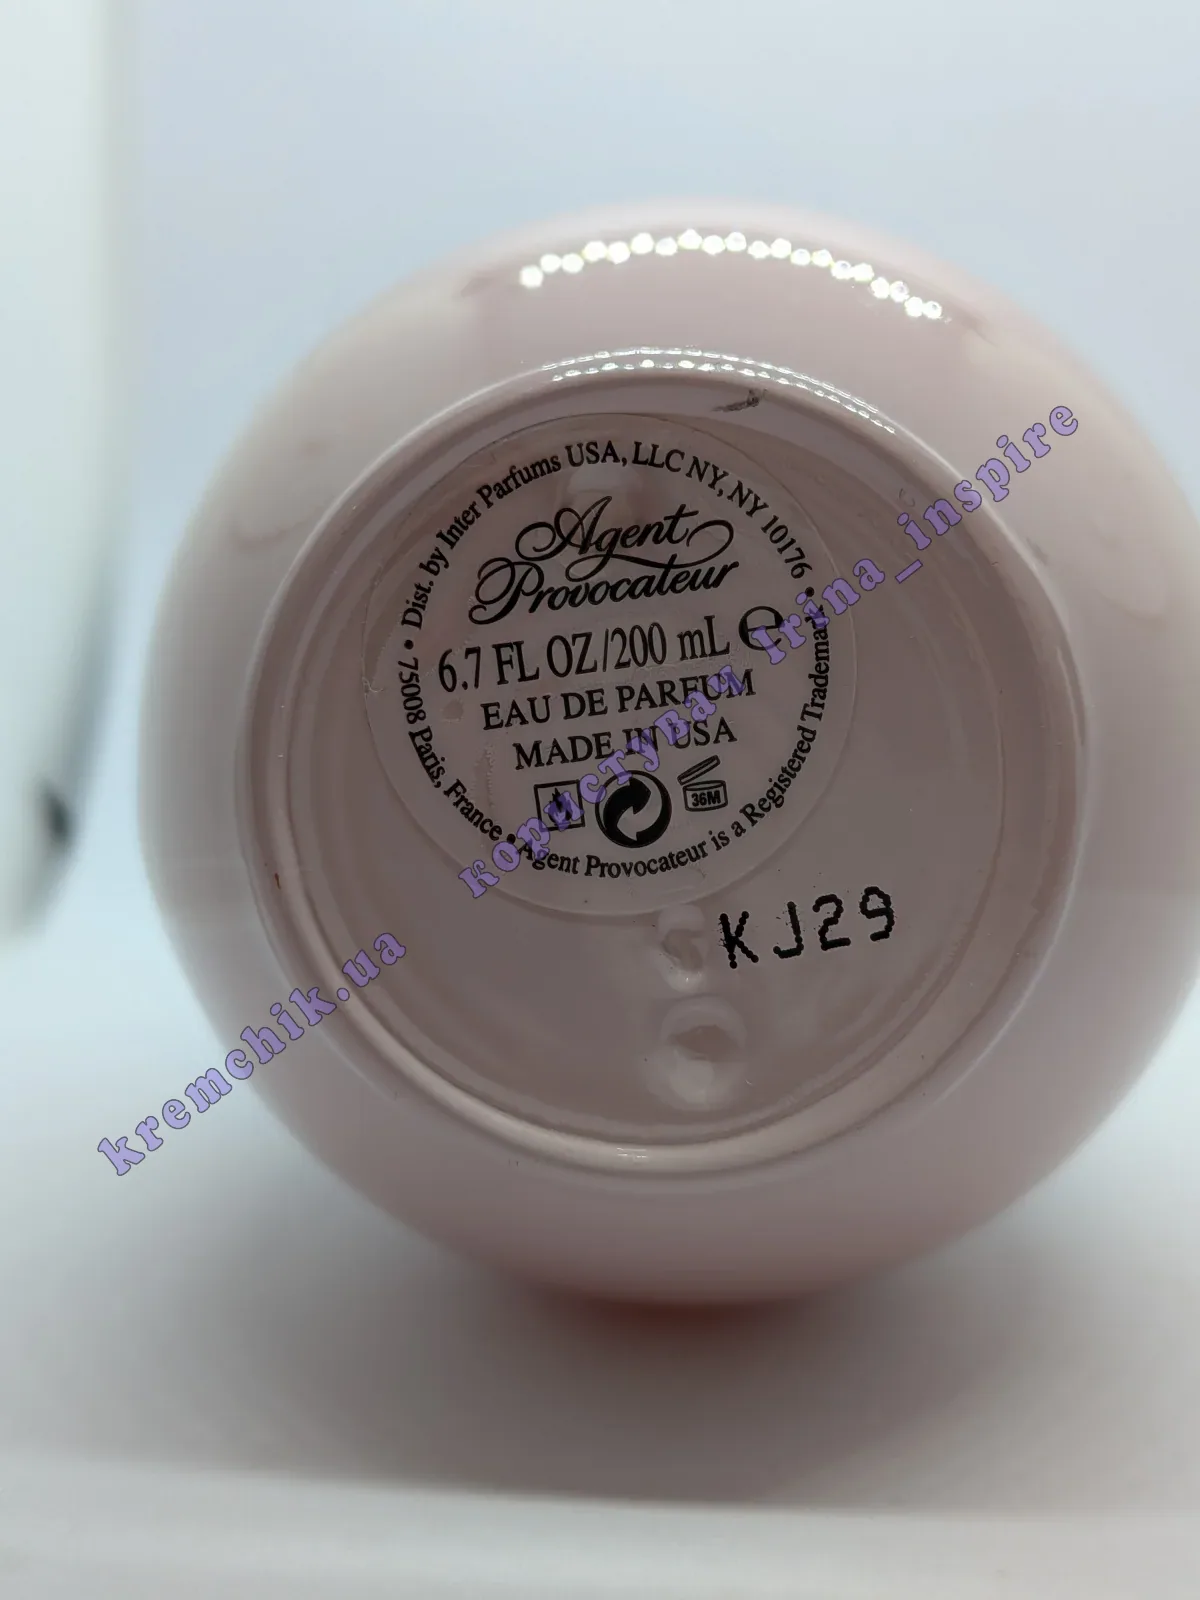 Dist. by Inter Parfums USA, LLC NY, NY 10176 •
Agent
Provocateur
6.7 FL OZ/200 mL ℮
EAU DE PARFUM
MADE IN USA
36M
• 75008 Paris, France • Agent Provocateur is a Registered Trademark
KJ29
kremchik.ua користувач Irina_inspire